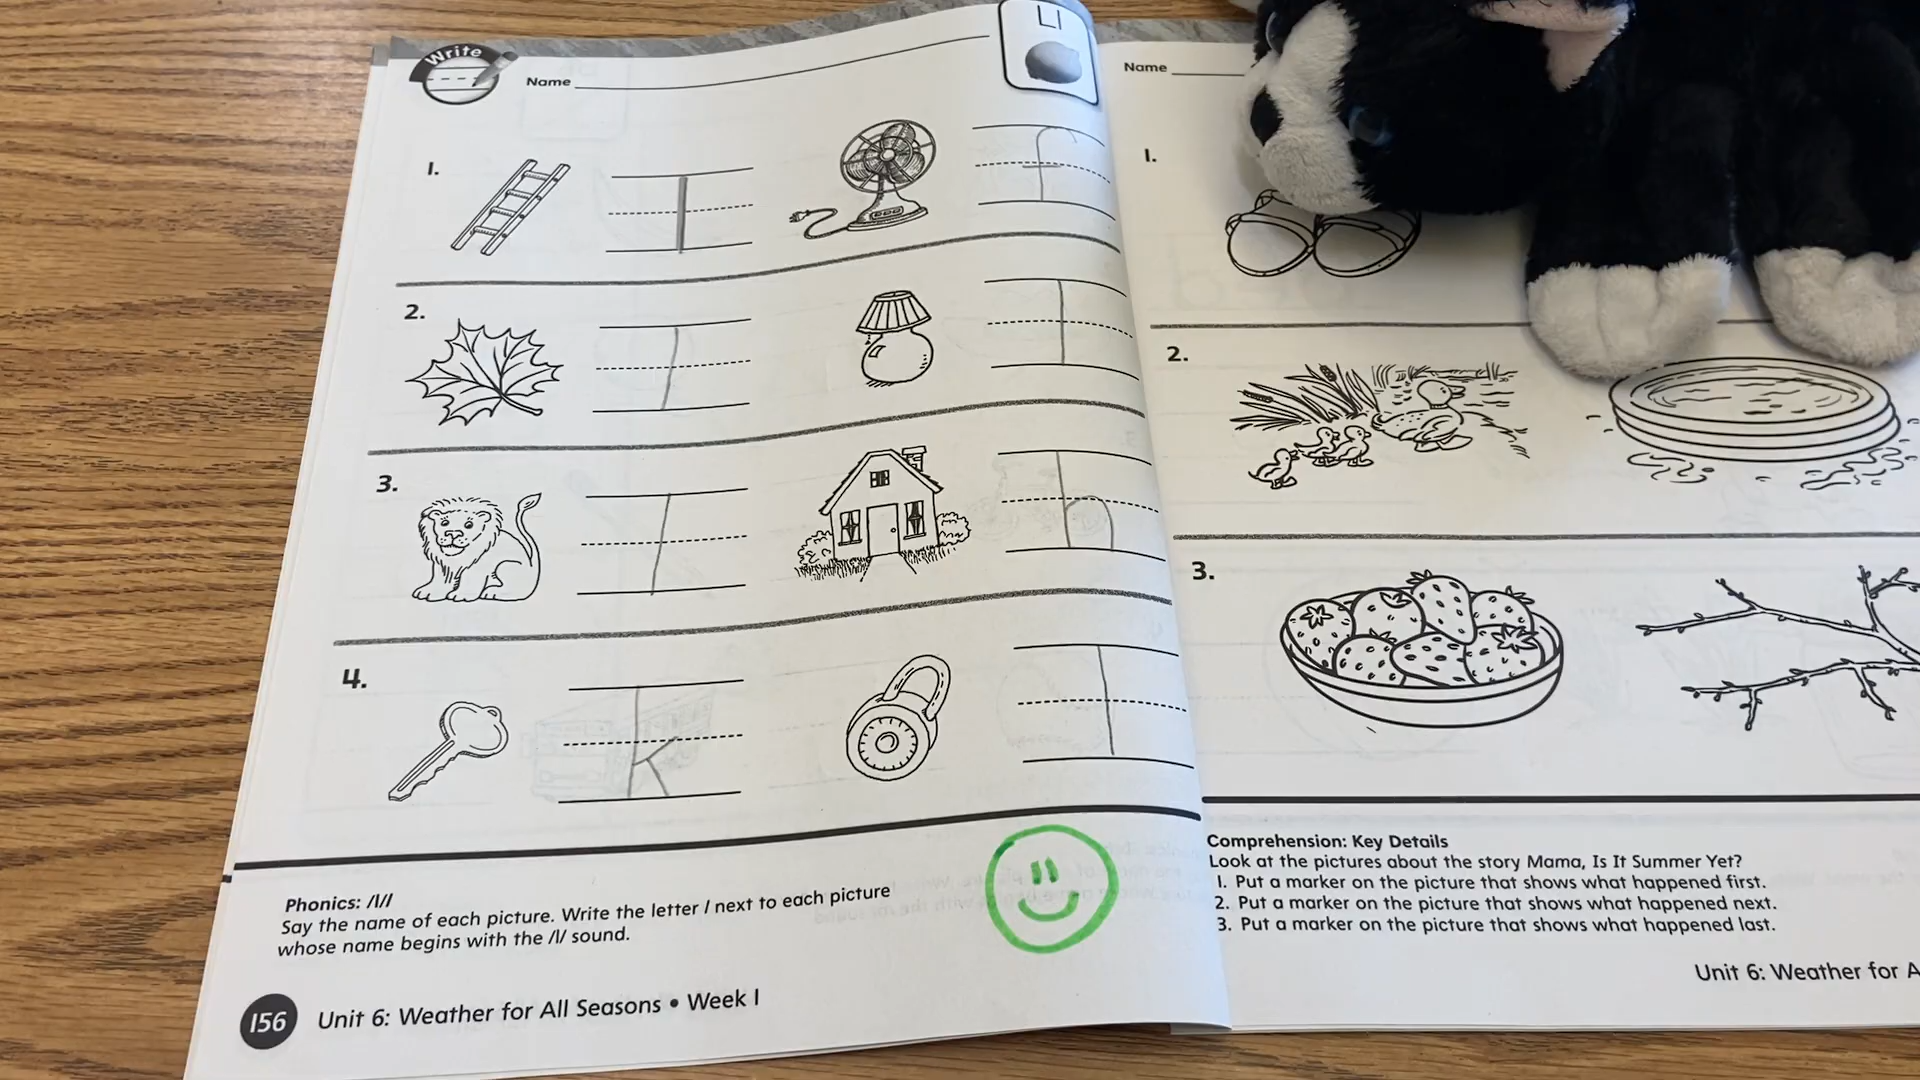 Write
Name
Ll
1.
l
f
2.
l
l
3.
l
h
4.
k
l
Phonics: /l/
Say the name of each picture. Write the letter l next to each picture
whose name begins with the /l/ sound.
156
Unit 6: Weather for All Seasons • Week 1
Name
1.
2.
3.
Comprehension: Key Details
Look at the pictures about the story Mama, Is It Summer Yet?
1. Put a marker on the picture that shows what happened first.
2. Put a marker on the picture that shows what happened next.
3. Put a marker on the picture that shows what happened last.
Unit 6: Weather for A